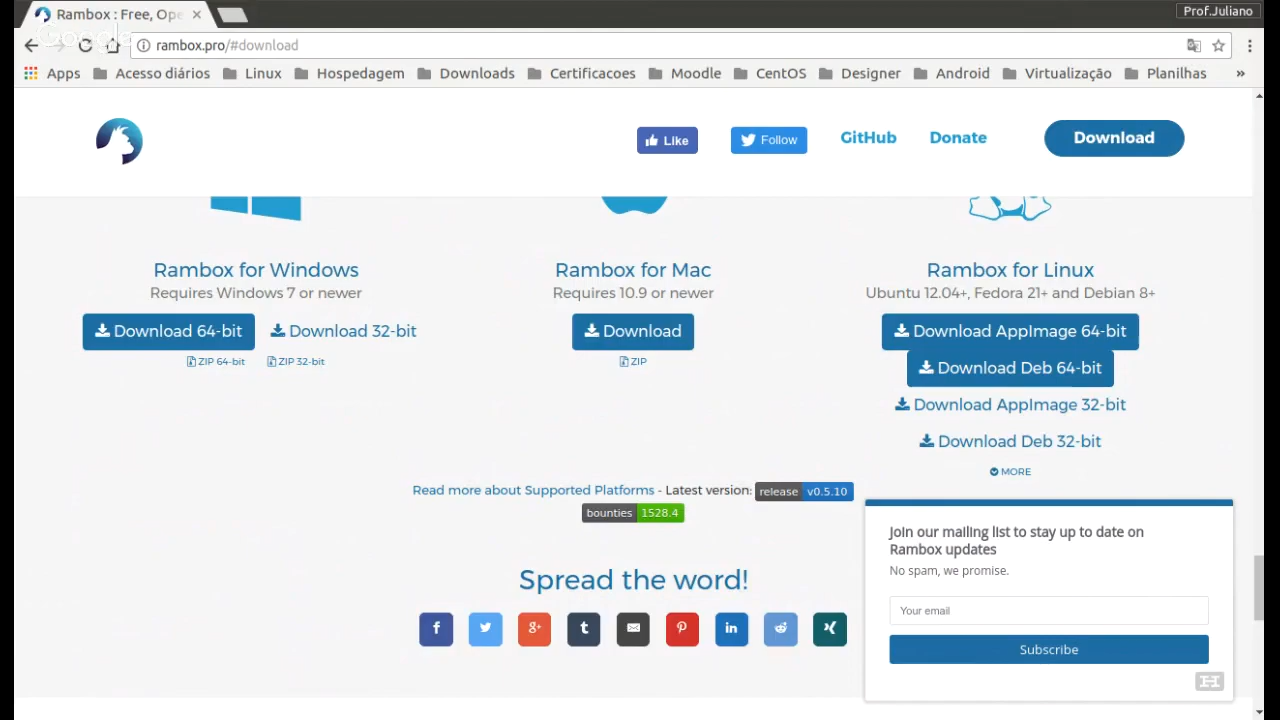 Rambox : Free, Ope
Prof.Juliano
Google
rambox.pro/#download
Apps Acesso diários Linux Hospedagem Downloads Certificacoes Moodle CentOS Designer Android Virtualização Planilhas »
Like Follow GitHub Donate Download
Rambox for Windows
Requires Windows 7 or newer
Download 64-bit Download 32-bit
ZIP 64-bit ZIP 32-bit
Rambox for Mac
Requires 10.9 or newer
Download
ZIP
Rambox for Linux
Ubuntu 12.04+, Fedora 21+ and Debian 8+
Download AppImage 64-bit
Download Deb 64-bit
Download AppImage 32-bit
Download Deb 32-bit
MORE
Read more about Supported Platforms - Latest version: release v0.5.10
bounties 1528.4
Spread the word!
Join our mailing list to stay up to date on
Rambox updates
No spam, we promise.
Your email
Subscribe